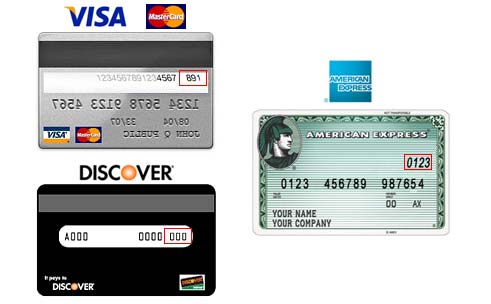 VISA MasterCard
1234567891234567 891
1234 5678 9123 4567
08/04 33/07
JOHN Q PUBLIC
VISA MasterCard
DISCOVER
A000 0000 000
It pays to
DISCOVER
AMERICAN EXPRESS
®
AMERICAN EXPRESS
0123
0123 456789 987654
00 AX
YOUR NAME
YOUR COMPANY